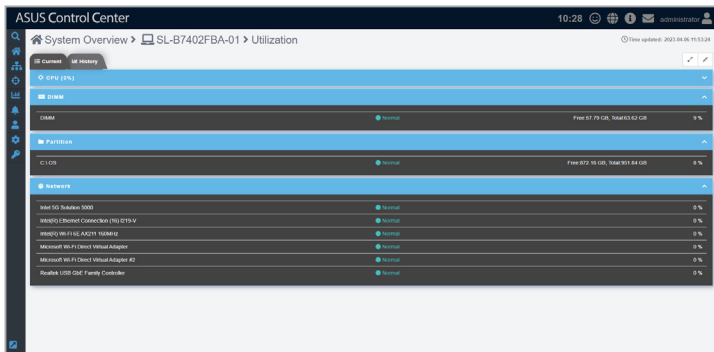 ASUS Control Center
10:28
administrator
System Overview > SL-B7402FBA-01 > Utilization
Time updated: 2023-04-05 11:53:24
Current
History
CPU (3%)
DIMM
DIMM Normal Free:57.79 GB, Total:63.62 GB 9 %
Partition
C:\ OS Normal Free:872.16 GB, Total:951.84 GB 8 %
Network
Intel 5G Solution 5000 Normal 0 %
Intel(R) Ethernet Connection (16) I219-V Normal 0 %
Intel(R) Wi-Fi 6E AX211 160MHz Normal 0 %
Microsoft Wi-Fi Direct Virtual Adapter Normal 0 %
Microsoft Wi-Fi Direct Virtual Adapter #2 Normal 0 %
Realtek USB GbE Family Controller Normal 0 %